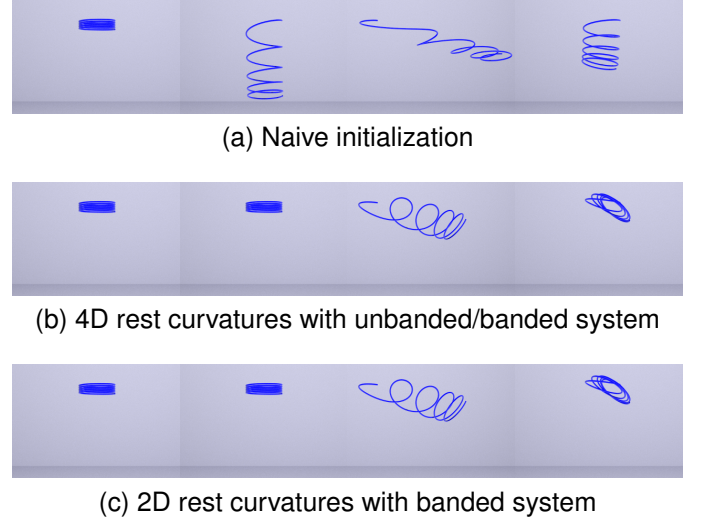 (a) Naive initialization
(b) 4D rest curvatures with unbanded/banded system
(c) 2D rest curvatures with banded system